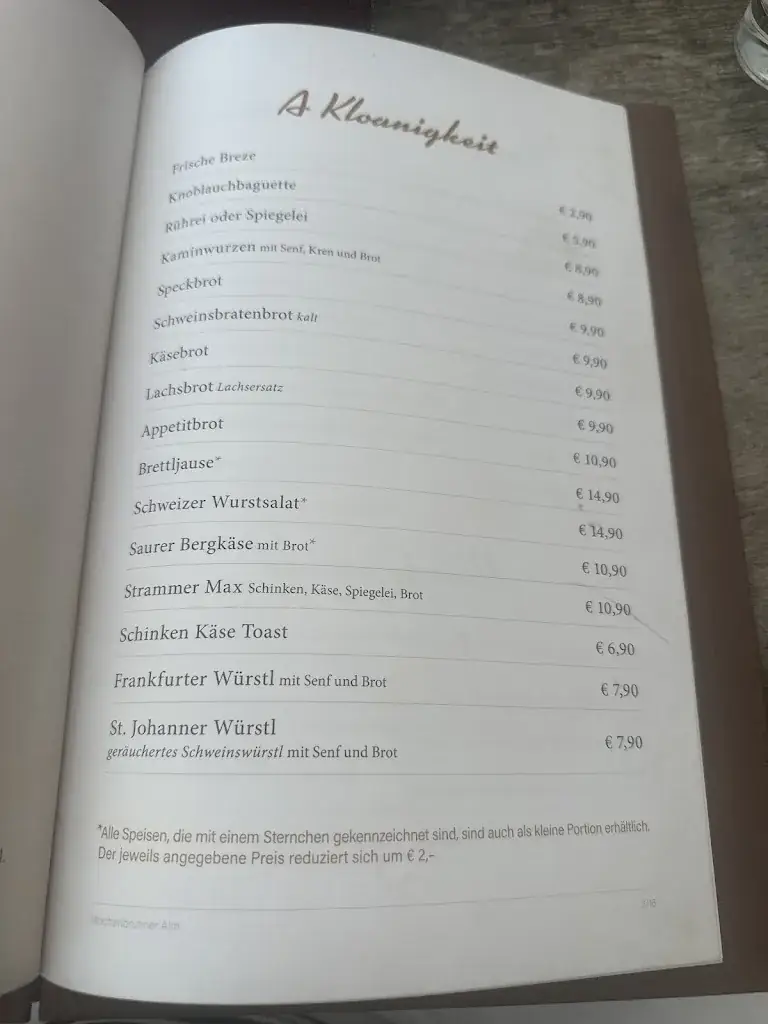 A Kloanigkeit
Frische Breze € 2,90
Knoblauchbaguette € 5,90
Rührei oder Spiegelei € 8,90
Kaminwurzen mit Senf, Kren und Brot € 8,90
Speckbrot € 9,90
Schweinsbratenbrot kalt € 9,90
Käsebrot € 9,90
Lachsbrot Lachsersatz € 9,90
Appetitbrot € 10,90
Brettljause* € 14,90
Schweizer Wurstsalat* € 14,90
Saurer Bergkäse mit Brot* € 10,90
Strammer Max Schinken, Käse, Spiegelei, Brot € 10,90
Schinken Käse Toast € 6,90
Frankfurter Würstl mit Senf und Brot € 7,90
St. Johanner Würstl € 7,90
geräuchertes Schweinswürstl mit Senf und Brot
*Alle Speisen, die mit einem Sternchen gekennzeichnet sind, sind auch als kleine Portion erhältlich.
Der jeweils angegebene Preis reduziert sich um € 2,-
Alm